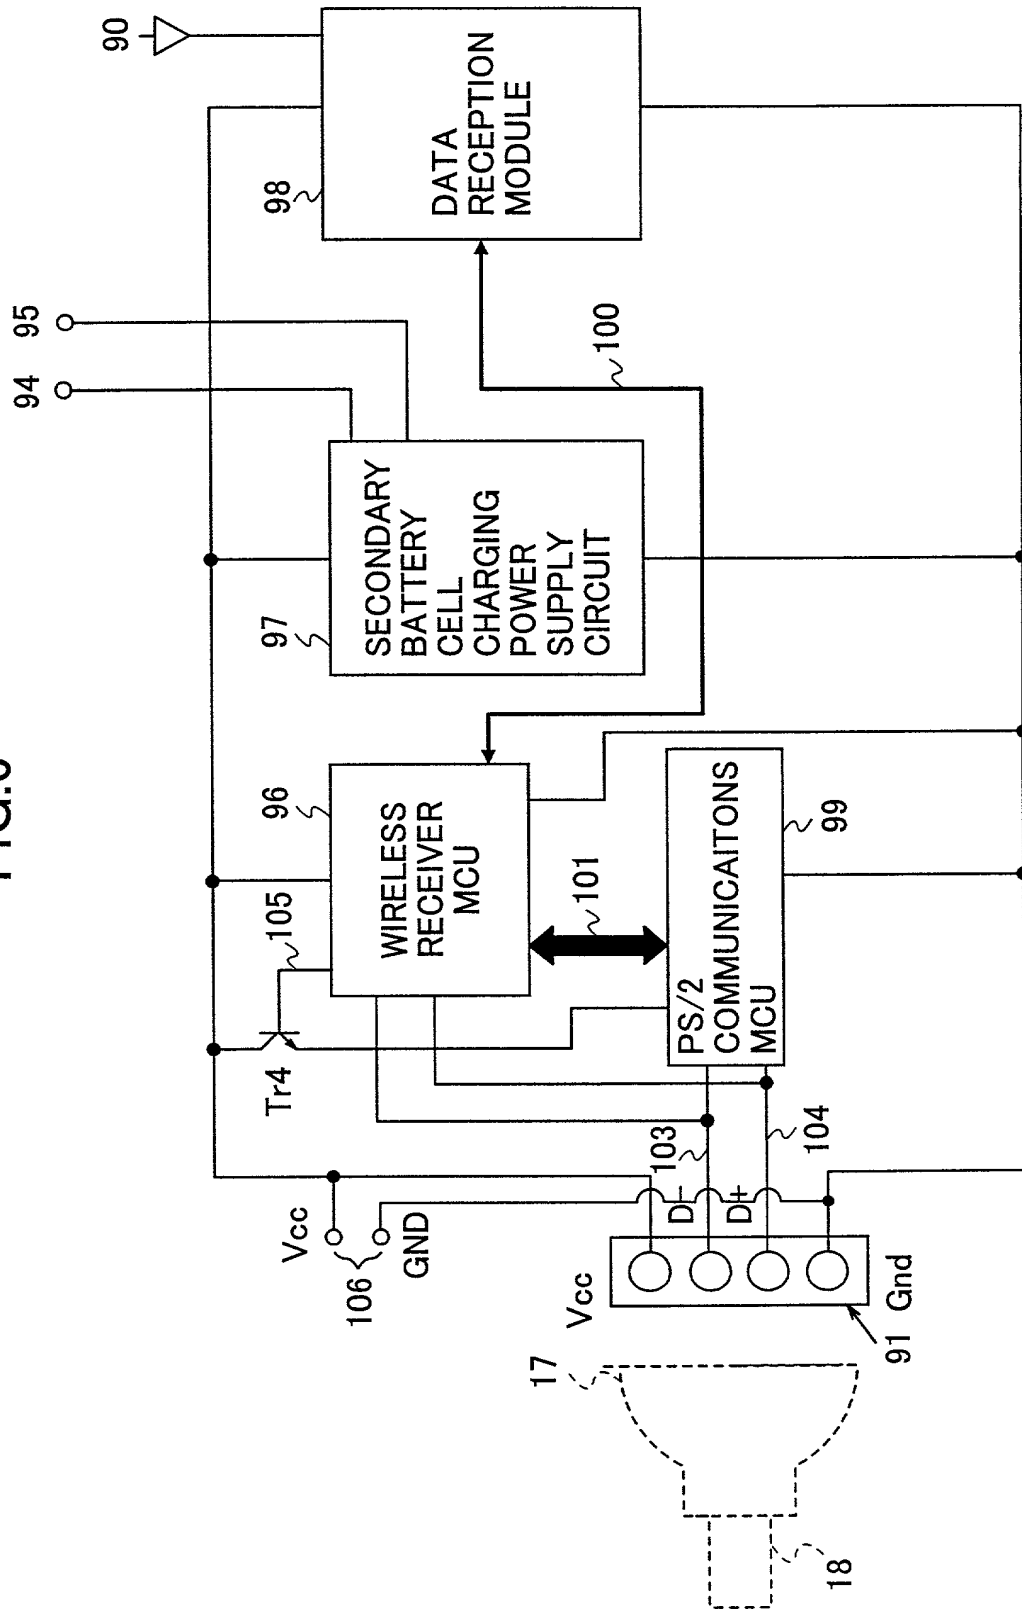 94
95
90
Vcc
106
GND
Tr4
105
96
97
98
WIRELESS
RECEIVER
MCU
SECONDARY
BATTERY
CELL
CHARGING
POWER
SUPPLY
CIRCUIT
DATA
RECEPTION
MODULE
17
Vcc
D-
D+
103
104
101
100
PS/2
COMMUNICAITONS
MCU
99
18
91
Gnd